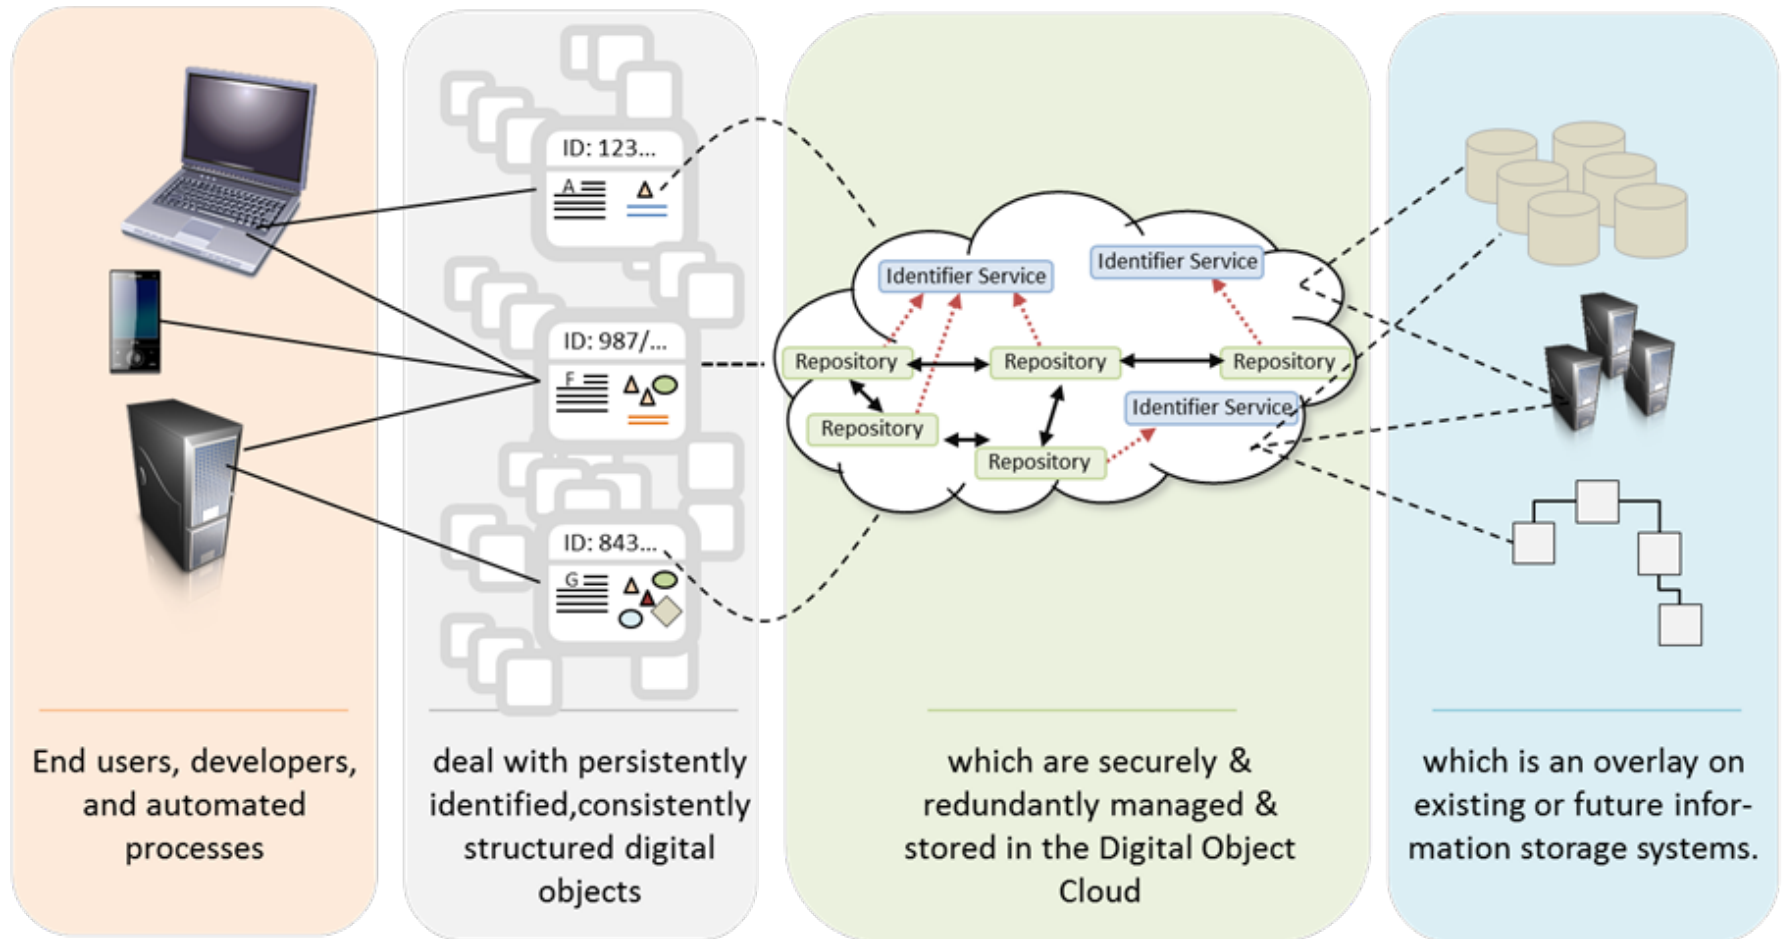 ID: 123...
A
ID: 987/...
F
ID: 843...
G
Identifier Service
Identifier Service
Repository
Repository
Repository
Identifier Service
Repository
Repository
End users, developers,
and automated
processes
deal with persistently
identified,consistently
structured digital
objects
which are securely &
redundantly managed &
stored in the Digital Object
Cloud
which is an overlay on
existing or future infor-
mation storage systems.